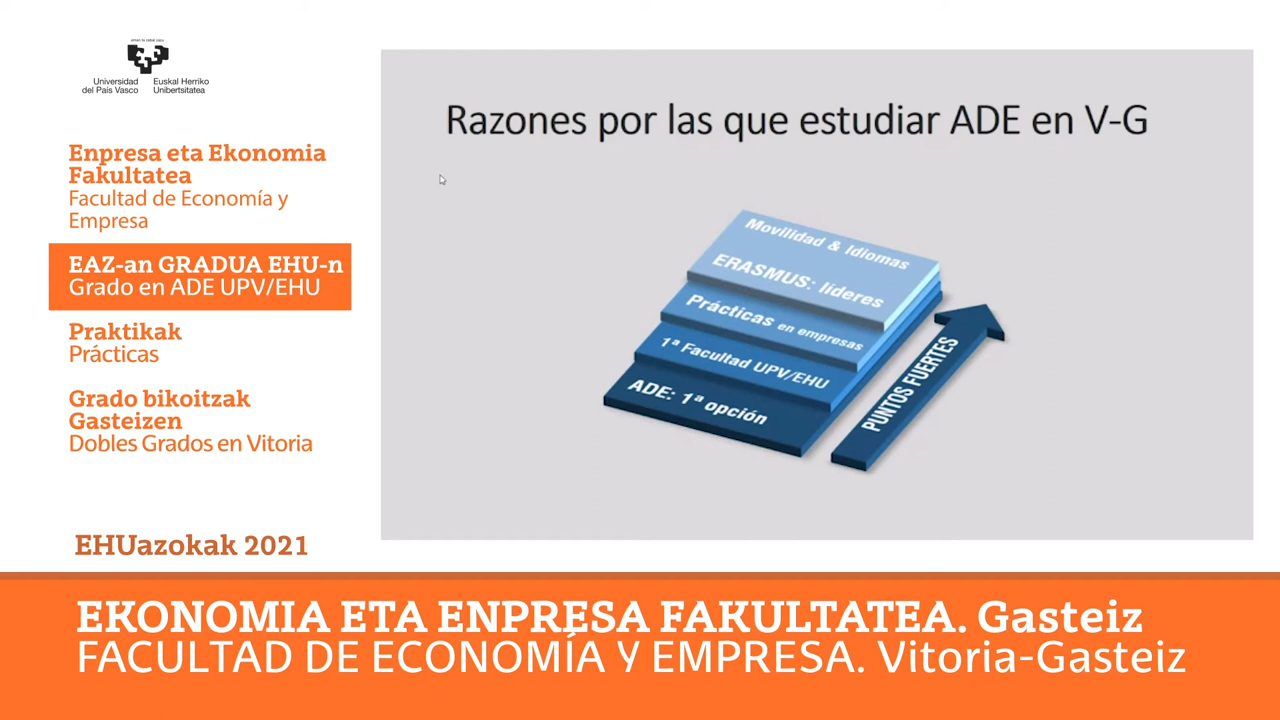 Universidad
del País Vasco
Euskal Herriko
Unibertsitatea
Enpresa eta Ekonomia
Fakultatea
Facultad de Economía y
Empresa
EAZ-an GRADUA EHU-n
Grado en ADE UPV/EHU
Praktikak
Prácticas
Grado bikoitzak
Gasteizen
Dobles Grados en Vitoria
EHUazokak 2021
Razones por las que estudiar ADE en V-G
Movilidad & Idiomas
ERASMUS: líderes
Prácticas en empresas
1ª Facultad UPV/EHU
ADE: 1ª opción
PUNTOS FUERTES
EKONOMIA ETA ENPRESA FAKULTATEA. Gasteiz
FACULTAD DE ECONOMÍA Y EMPRESA. Vitoria-Gasteiz